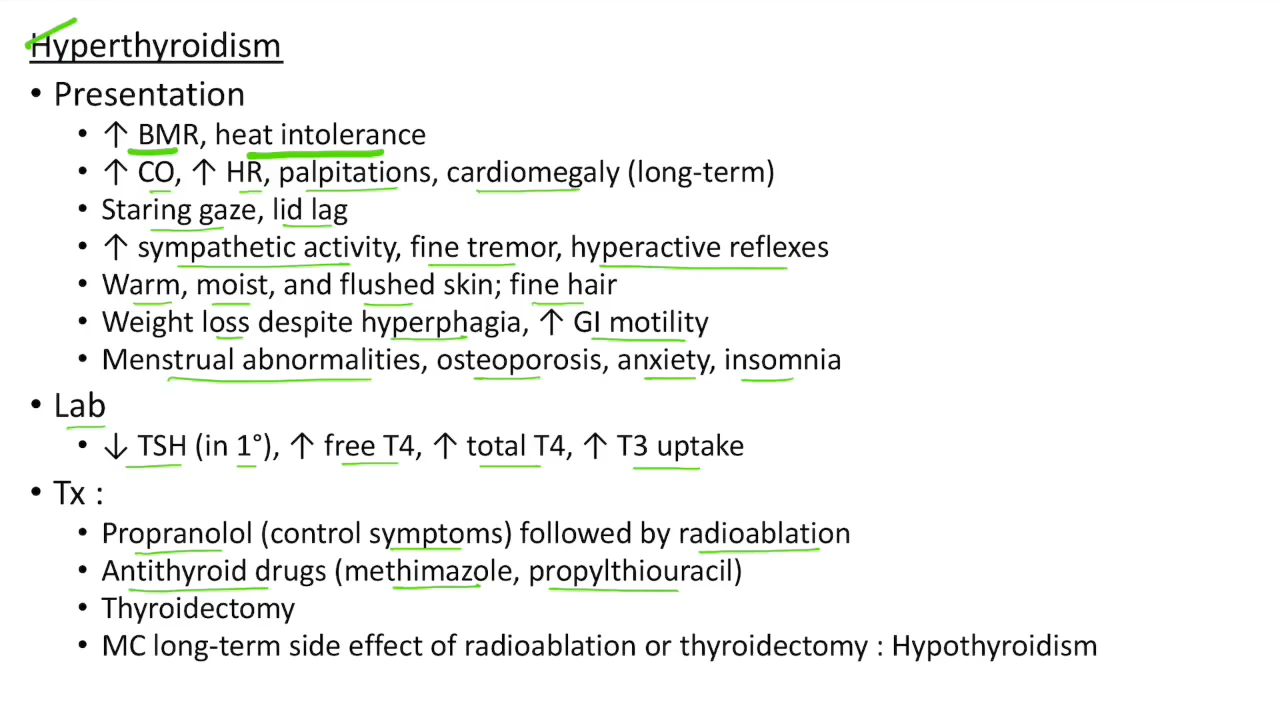 Hyperthyroidism
• Presentation
• ↑ BMR, heat intolerance
• ↑ CO, ↑ HR, palpitations, cardiomegaly (long-term)
• Staring gaze, lid lag
• ↑ sympathetic activity, fine tremor, hyperactive reflexes
• Warm, moist, and flushed skin; fine hair
• Weight loss despite hyperphagia, ↑ GI motility
• Menstrual abnormalities, osteoporosis, anxiety, insomnia
• Lab
• ↓ TSH (in 1°), ↑ free T4, ↑ total T4, ↑ T3 uptake
• Tx :
• Propranolol (control symptoms) followed by radioablation
• Antithyroid drugs (methimazole, propylthiouracil)
• Thyroidectomy
• MC long-term side effect of radioablation or thyroidectomy : Hypothyroidism